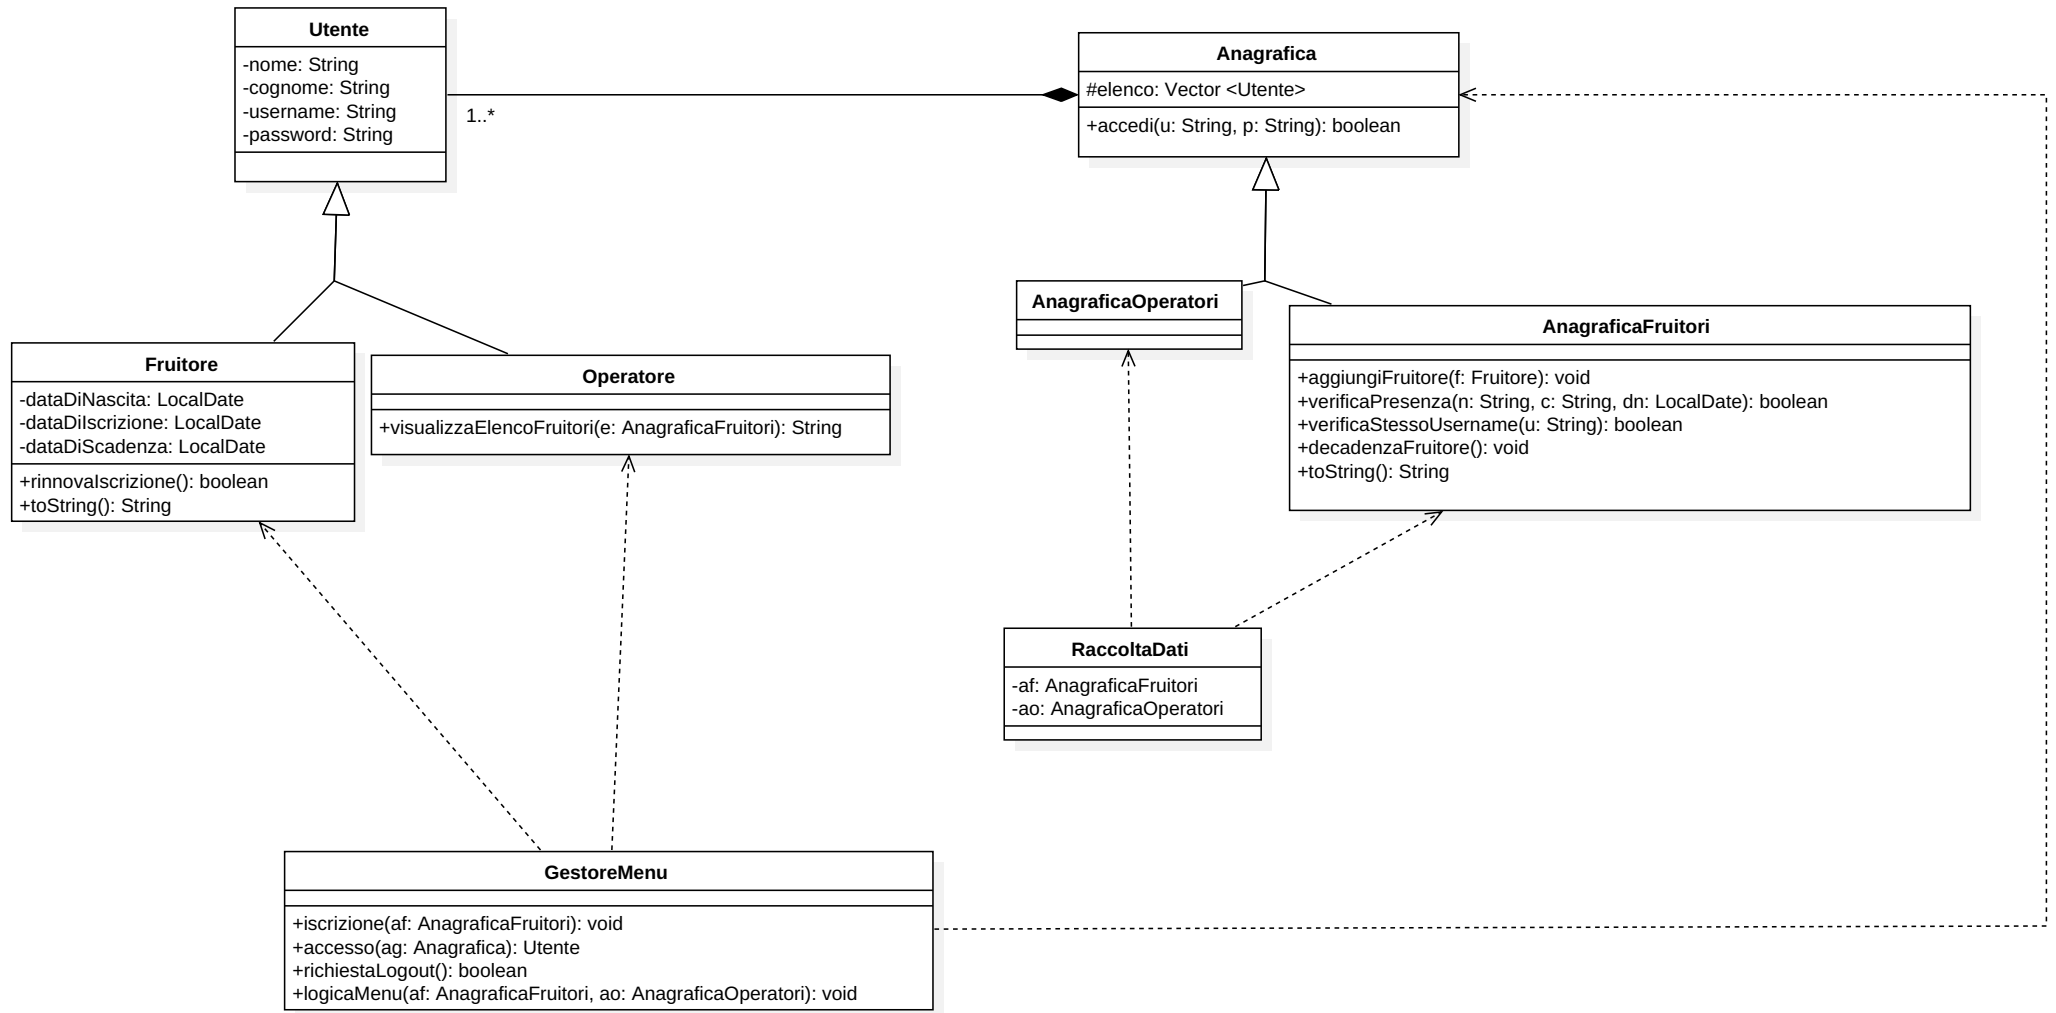 Utente
-nome: String
-cognome: String
-username: String
-password: String
1..*
Anagrafica
#elenco: Vector <Utente>
+accedi(u: String, p: String): boolean
AnagraficaOperatori
AnagraficaFruitori
+aggiungiFruitore(f: Fruitore): void
+verificaPresenza(n: String, c: String, dn: LocalDate): boolean
+verificaStessoUsername(u: String): boolean
+decadenzaFruitore(): void
+toString(): String
Fruitore
-dataDiNascita: LocalDate
-dataDiIscrizione: LocalDate
-dataDiScadenza: LocalDate
+rinnovaIscrizione(): boolean
+toString(): String
Operatore
+visualizzaElencoFruitori(e: AnagraficaFruitori): String
RaccoltaDati
-af: AnagraficaFruitori
-ao: AnagraficaOperatori
GestoreMenu
+iscrizione(af: AnagraficaFruitori): void
+accesso(ag: Anagrafica): Utente
+richiestaLogout(): boolean
+logicaMenu(af: AnagraficaFruitori, ao: AnagraficaOperatori): void